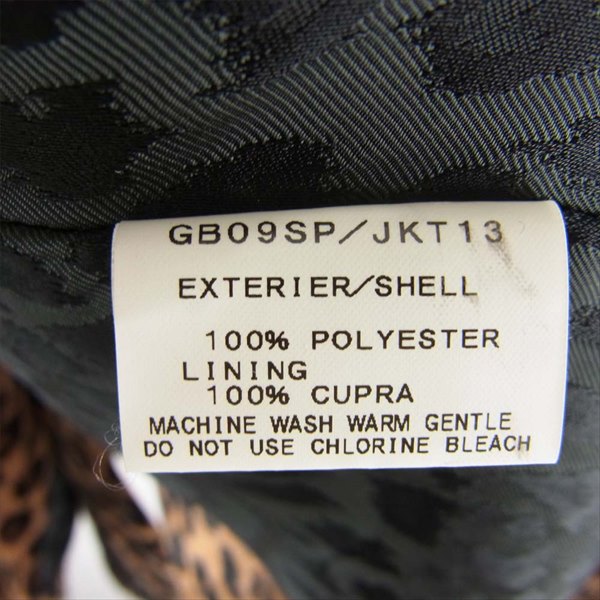 GB09SP/JKT13
EXTERIER/SHELL
100% POLYESTER
LINING
100% CUPRA
MACHINE WASH WARM GENTLE
DO NOT USE CHLORINE BLEACH